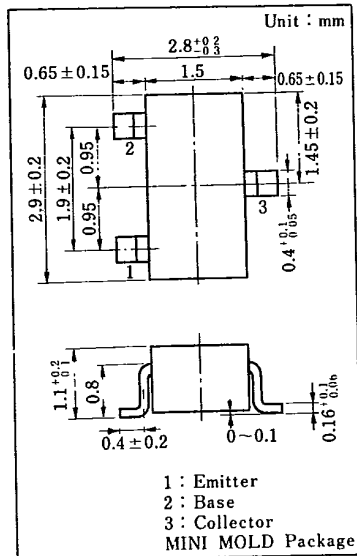 Unit : mm
2.8 +0.2 -0.3
0.65±0.15
1.5
0.65±0.15
2.9±0.2
1.9±0.2
0.95
0.95
2
1
3
1.45±0.2
0.4 +0.1 -0.05
1.1 +0.2 -0.1
0.8
0.4±0.2
0~0.1
0.16 +0.1 -0.06
1 : Emitter
2 : Base
3 : Collector
MINI MOLD Package